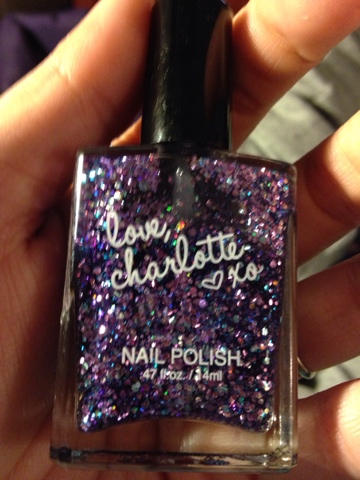 love,
charlotte
♡ xo
NAIL POLISH
.47 fl oz. / 14ml